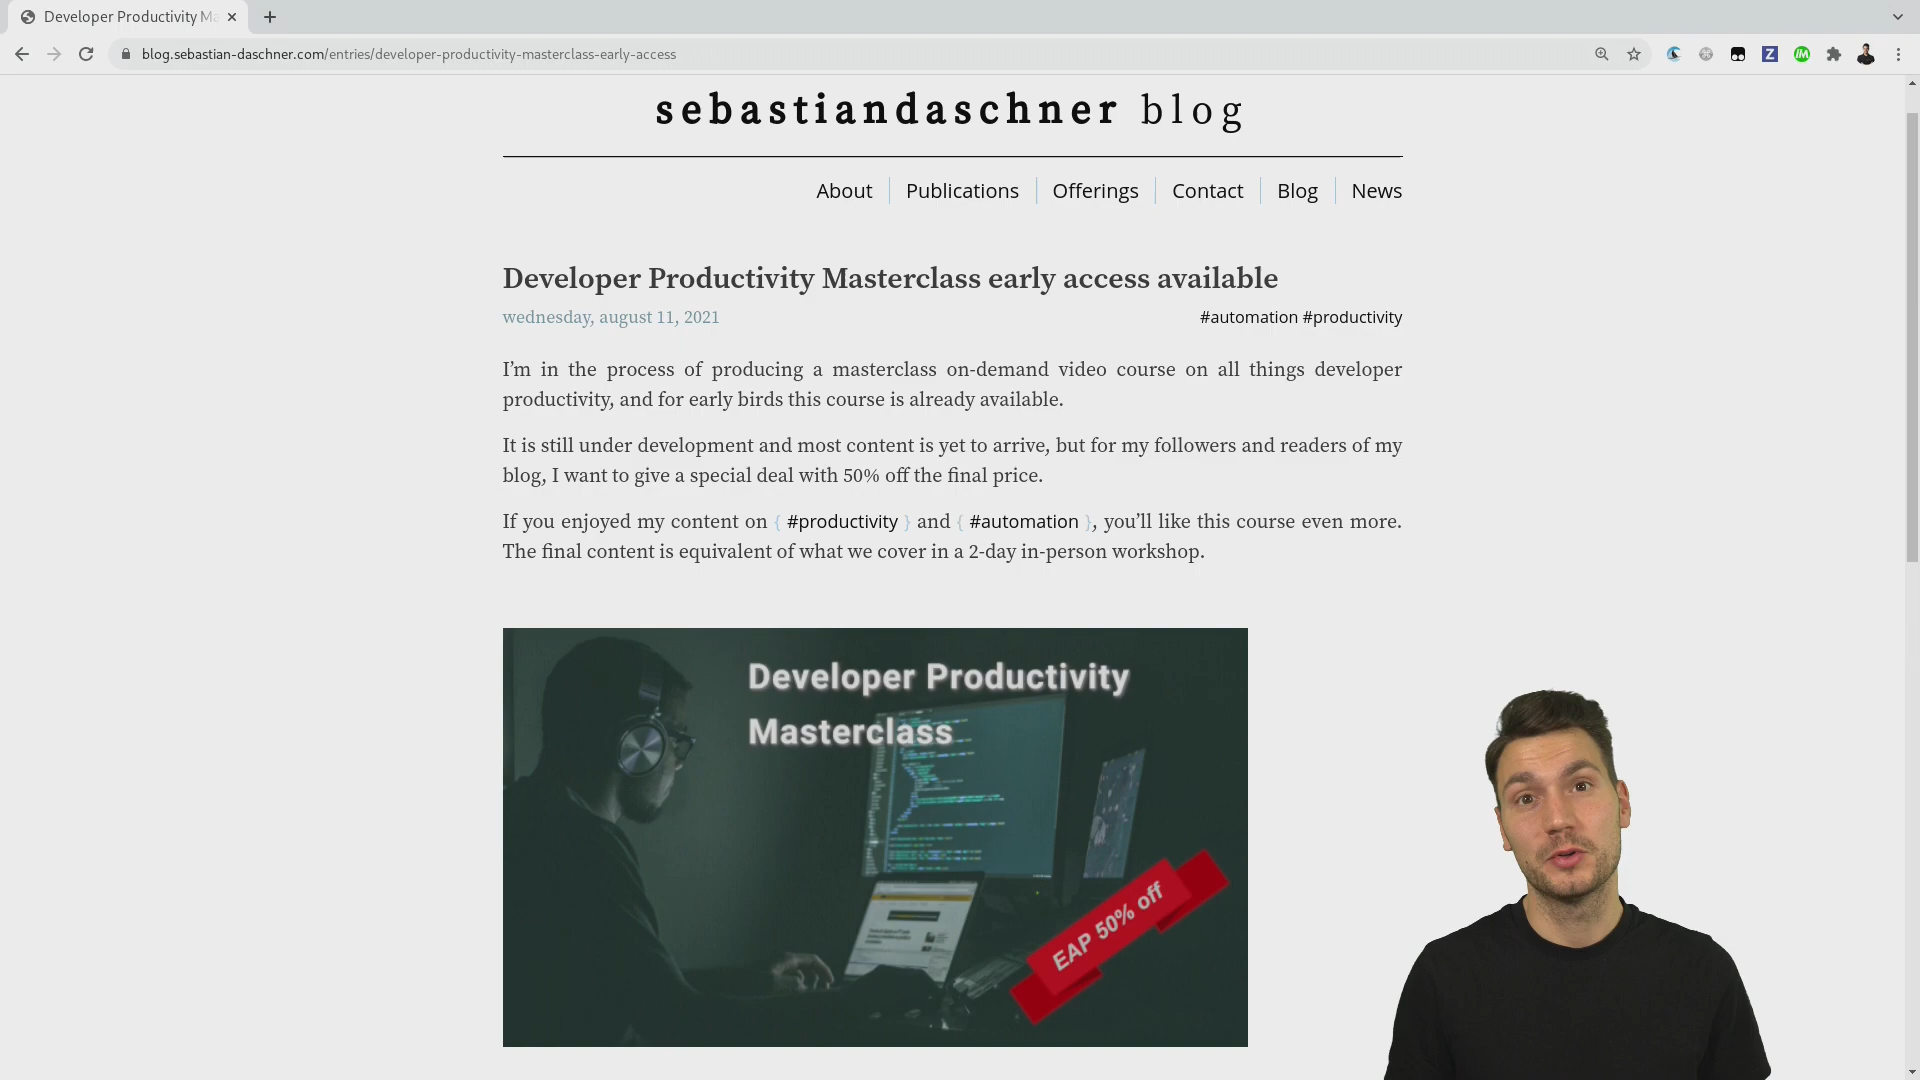 Developer Productivity Ma
blog.sebastian-daschner.com/entries/developer-productivity-masterclass-early-access
sebastiandaschner blog
About
Publications
Offerings
Contact
Blog
News
Developer Productivity Masterclass early access available
wednesday, august 11, 2021
#automation #productivity
I’m in the process of producing a masterclass on-demand video course on all things developer
productivity, and for early birds this course is already available.
It is still under development and most content is yet to arrive, but for my followers and readers of my
blog, I want to give a special deal with 50% off the final price.
If you enjoyed my content on { #productivity } and { #automation }, you’ll like this course even more.
The final content is equivalent of what we cover in a 2-day in-person workshop.
Developer Productivity
Masterclass
EAP 50% off